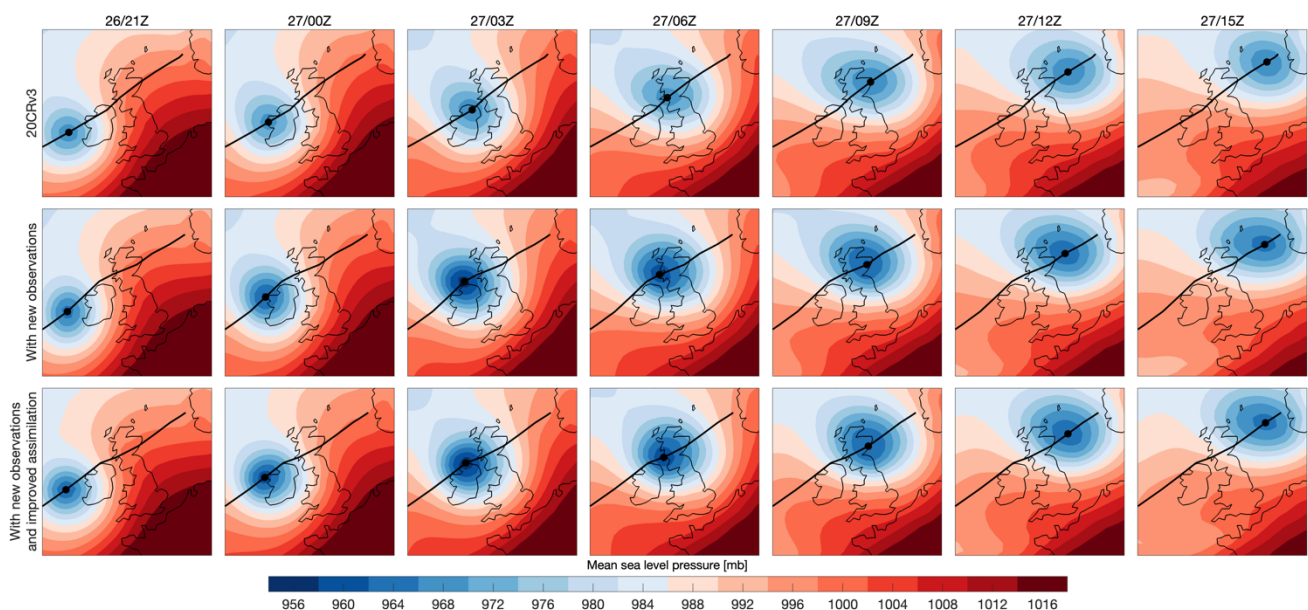 26/21Z 27/00Z 27/03Z 27/06Z 27/09Z 27/12Z 27/15Z
20CRv3
With new observations
With new observations
and improved assimilation
Mean sea level pressure [mb]
956 960 964 968 972 976 980 984 988 992 996 1000 1004 1008 1012 1016